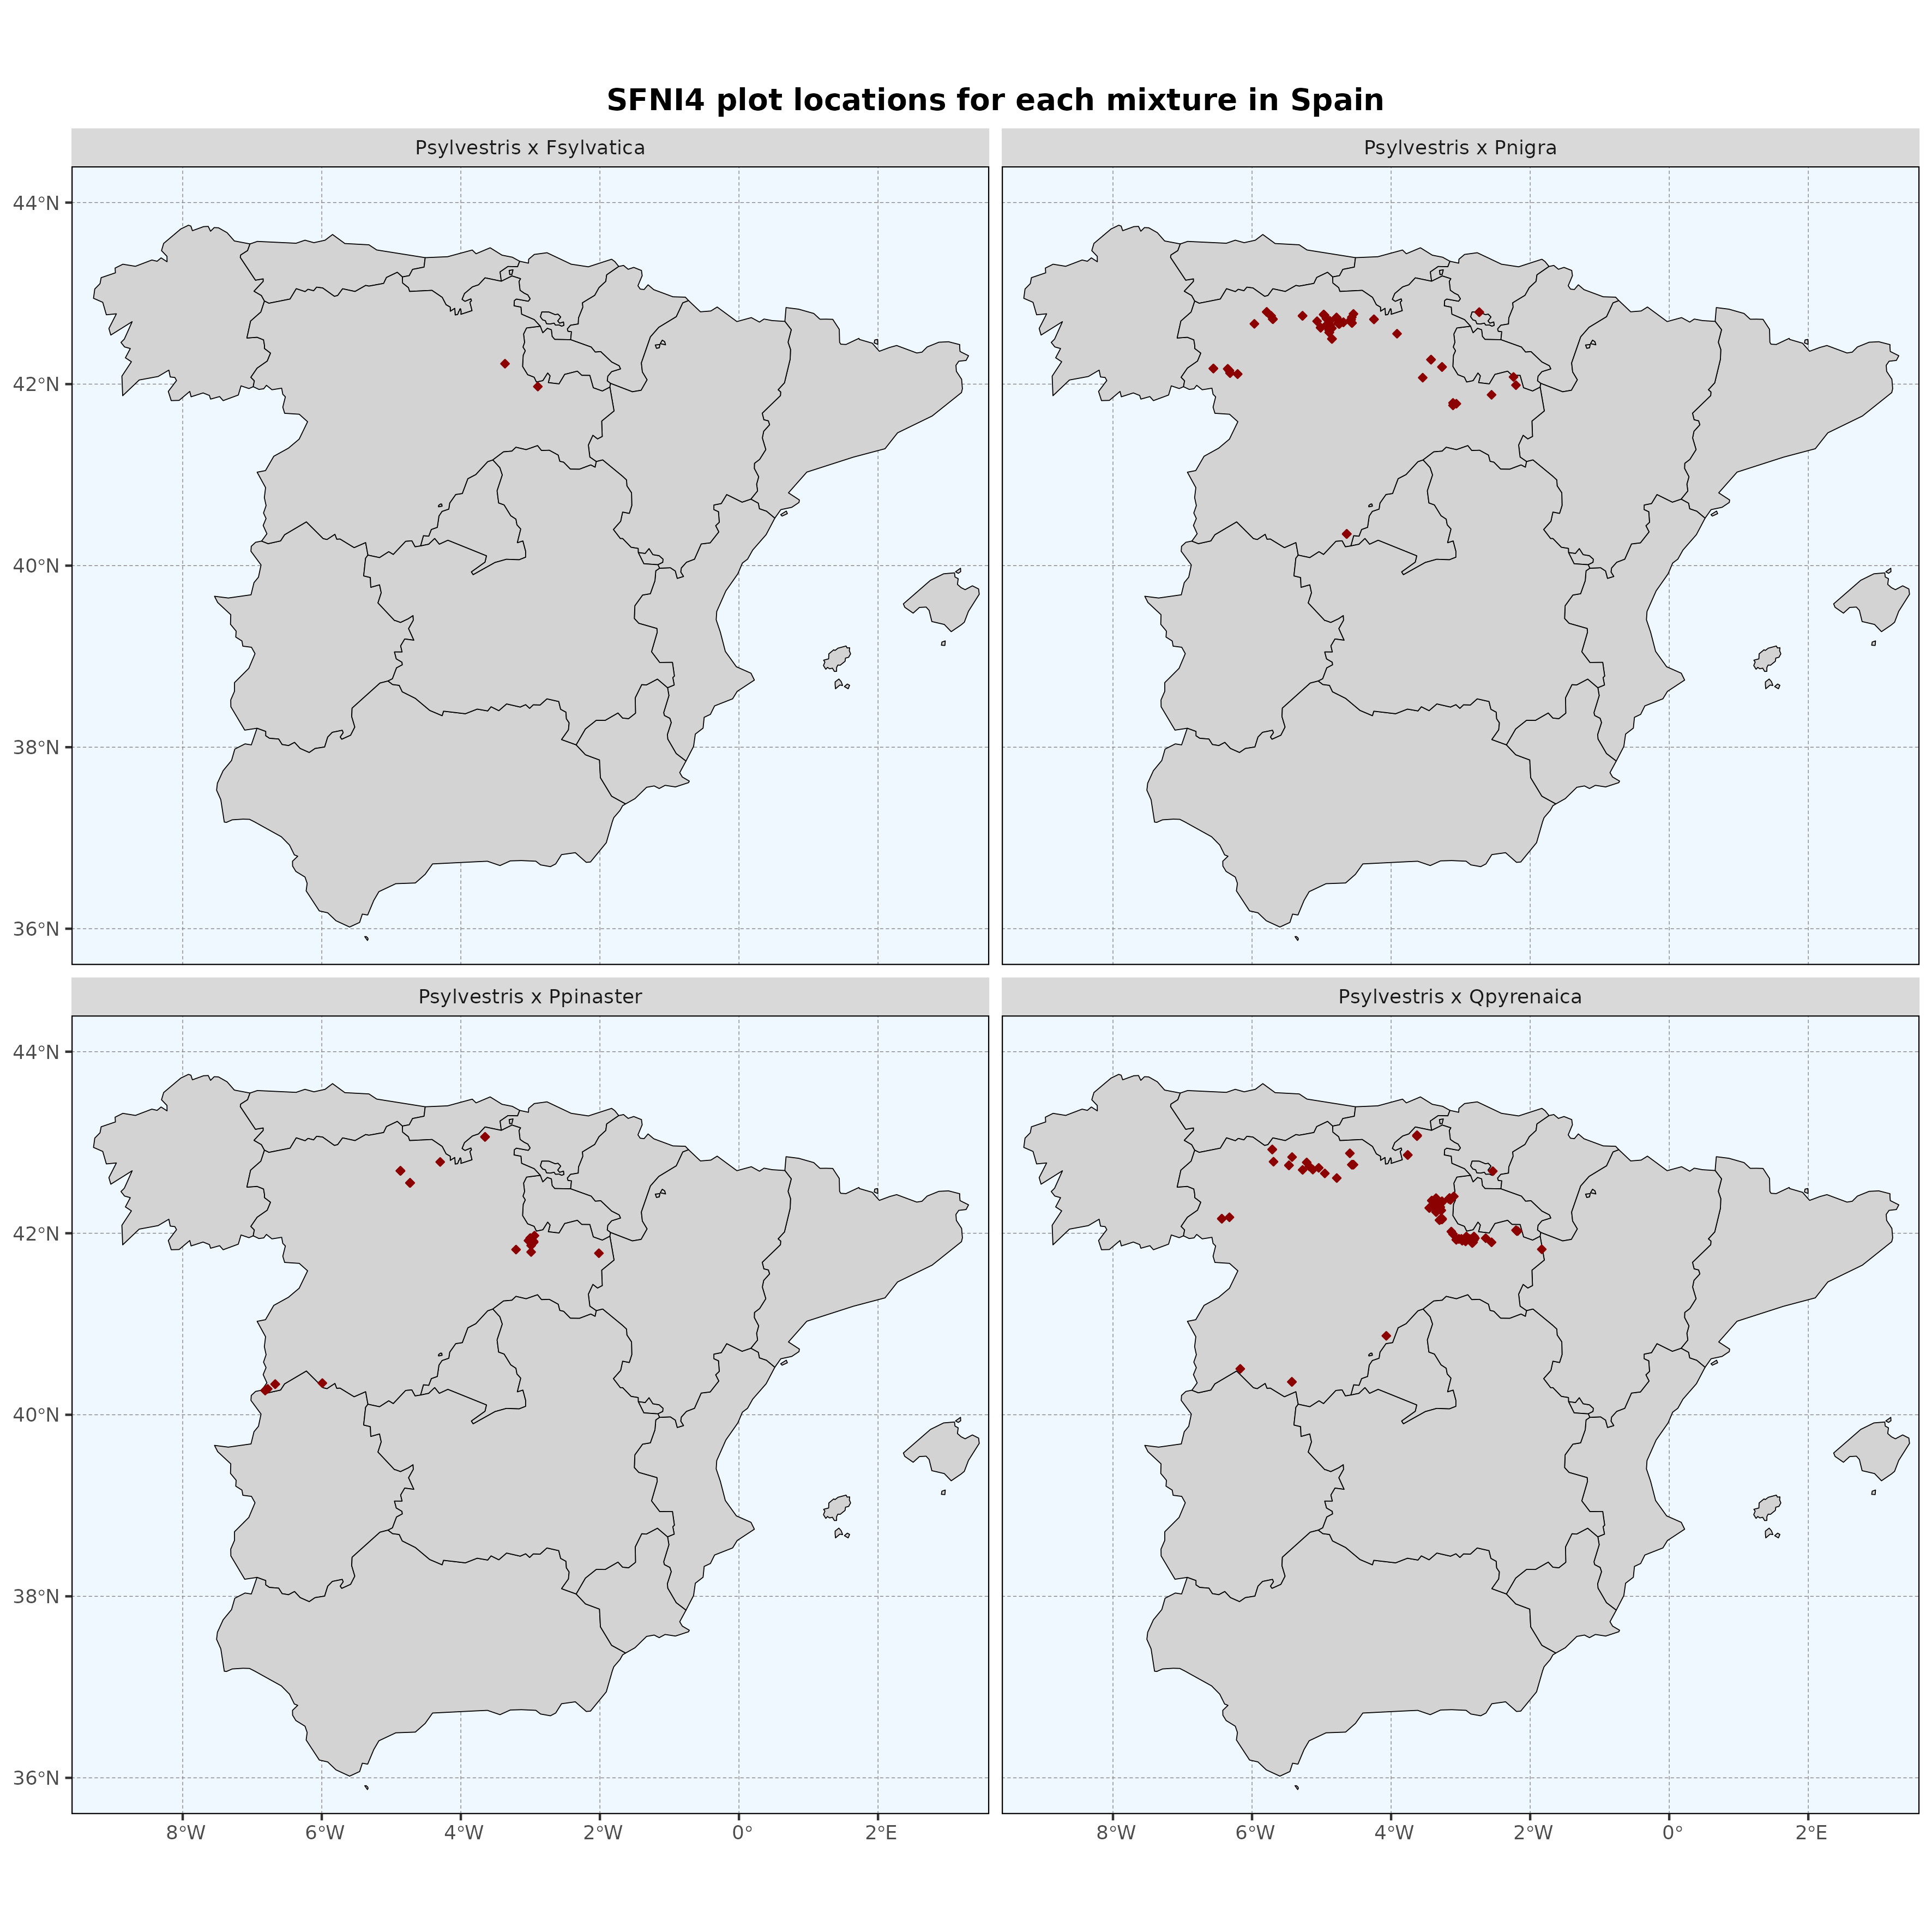 SFNI4 plot locations for each mixture in Spain
Psylvestris x Fsylvatica
Psylvestris x Pnigra
44°N
42°N
40°N
38°N
36°N
Psylvestris x Ppinaster
Psylvestris x Qpyrenaica
44°N
42°N
40°N
38°N
36°N
8°W 6°W 4°W 2°W 0° 2°E
8°W 6°W 4°W 2°W 0° 2°E